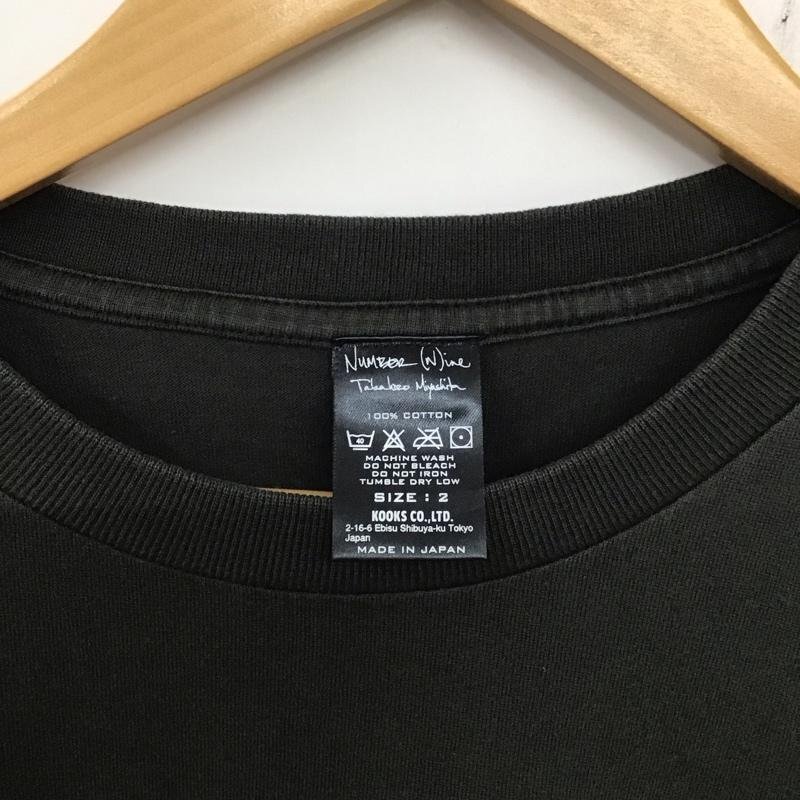 NUMBER (N)ine
Takahiro Miyashita
100% COTTON
40
MACHINE WASH
DO NOT BLEACH
DO NOT IRON
TUMBLE DRY LOW
SIZE : 2
KOOKS CO.,LTD.
2-16-6 Ebisu Shibuya-ku Tokyo
Japan
MADE IN JAPAN